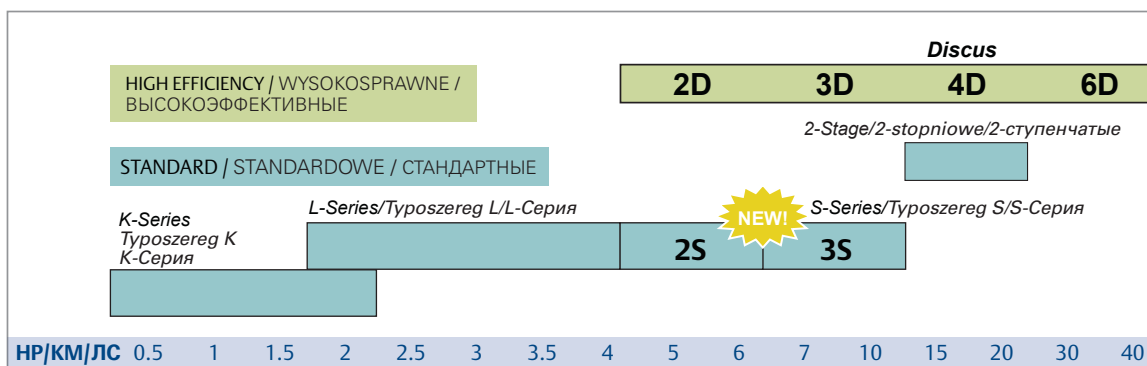 Discus
HIGH EFFICIENCY / WYSOKOSPRAWNE /
ВЫСОКОЭФФЕКТИВНЫЕ
2D 3D 4D 6D
2-Stage/2-stopniowe/2-ступенчатые
STANDARD / STANDARDOWE / СТАНДАРТНЫЕ
K-Series
Typoszereg K
K-Серия
L-Series/Typoszereg L/L-Серия
NEW!
S-Series/Typoszereg S/S-Серия
2S 3S
HP/KM/ЛС 0.5 1 1.5 2 2.5 3 3.5 4 5 6 7 10 15 20 30 40